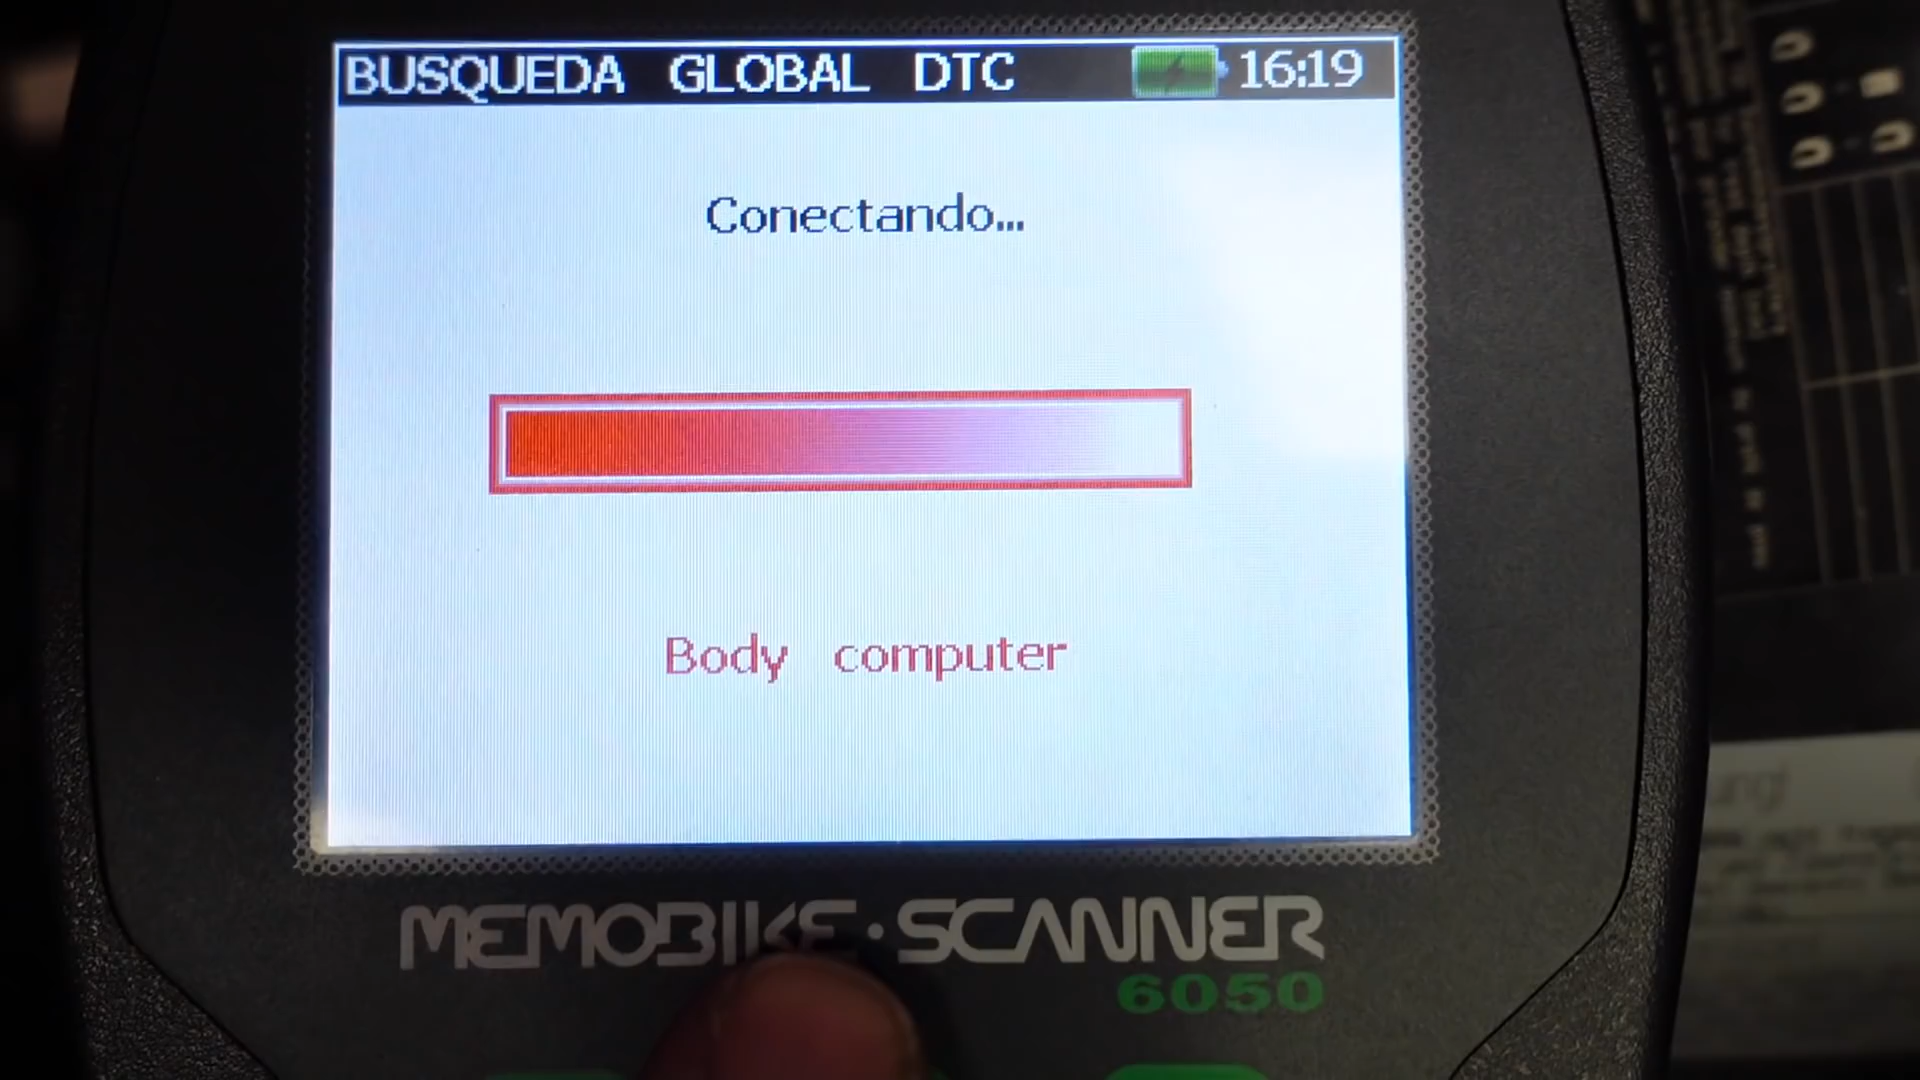 BUSQUEDA GLOBAL DTC 16:19
Conectando...
Body computer
MEMOBIKE·SCANNER
6050